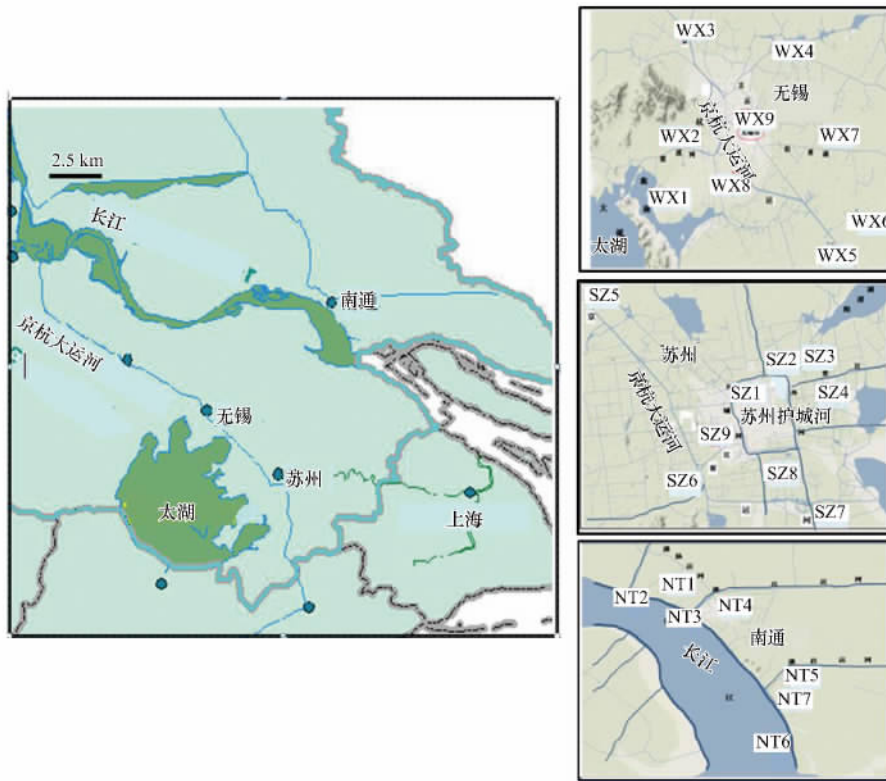 2.5 km
长江
南通
京杭大运河
无锡
苏州
太湖
上海
WX3
WX4
无锡
WX9
京杭大运河
WX2
WX7
WX8
WX1
WX6
太湖
WX5
SZ5
苏州
SZ2
SZ3
SZ1
SZ4
京杭大运河
苏州护城河
SZ9
SZ6
SZ8
SZ7
NT1
NT2
NT3
NT4
南通
长江
NT5
NT7
江
NT6